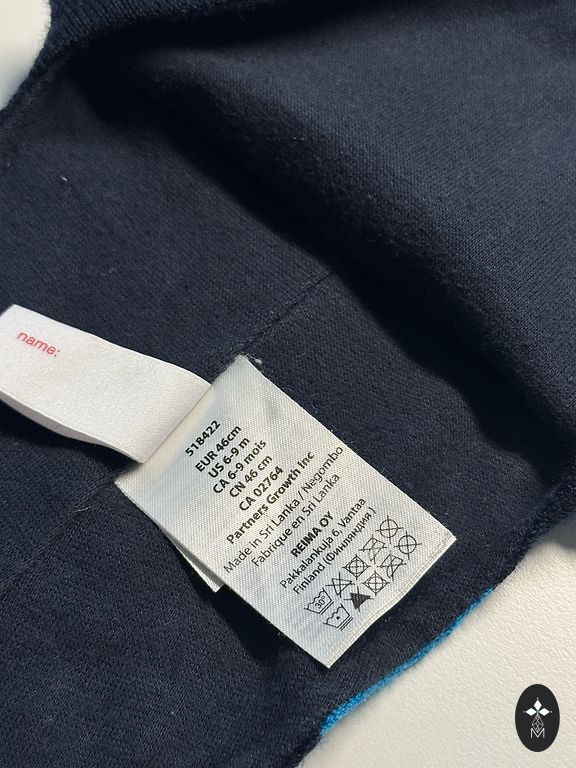 name:
518422
EUR 46cm
US 6-9 m
CA 6-9 mois
CN 46 cm
CA 02764
Partners Growth Inc
Made in Sri Lanka / Negombo
Fabrique en Sri Lanka
REIMA OY
Pakkalankuja 6, Vantaa
Finland (Финляндия )
30°
M